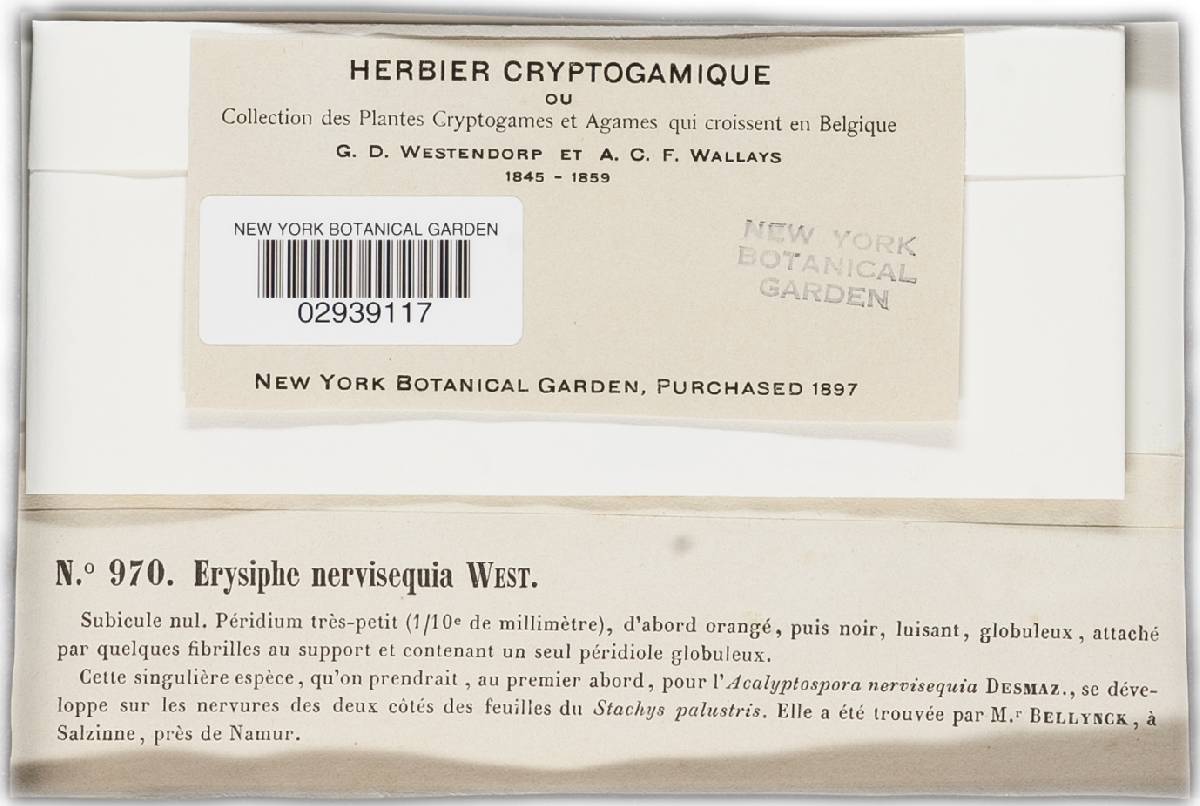 HERBIER CRYPTOGAMIQUE
OU
Collection des Plantes Cryptogames et Agames qui croissent en Belgique
G. D. WESTENDORP ET A. C. F. WALLAYS
1845 - 1859
NEW YORK BOTANICAL GARDEN
02939117
NEW YORK
BOTANICAL
GARDEN
NEW YORK BOTANICAL GARDEN, PURCHASED 1897
N.º 970. Erysiphe nervisequia WEST.
Subicule nul. Péridium très-petit (1/10e de millimètre), d'abord orangé, puis noir, luisant, globuleux, attaché
par quelques fibrilles au support et contenant un seul péridiole globuleux.
Cette singulière espèce, qu'on prendrait, au premier abord, pour l'Acalyptospora nervisequia DESMAZ., se déve-
loppe sur les nervures des deux côtés des feuilles du Stachys palustris. Elle a été trouvée par M.r BELLYNCK, à
Salzinne, près de Namur.